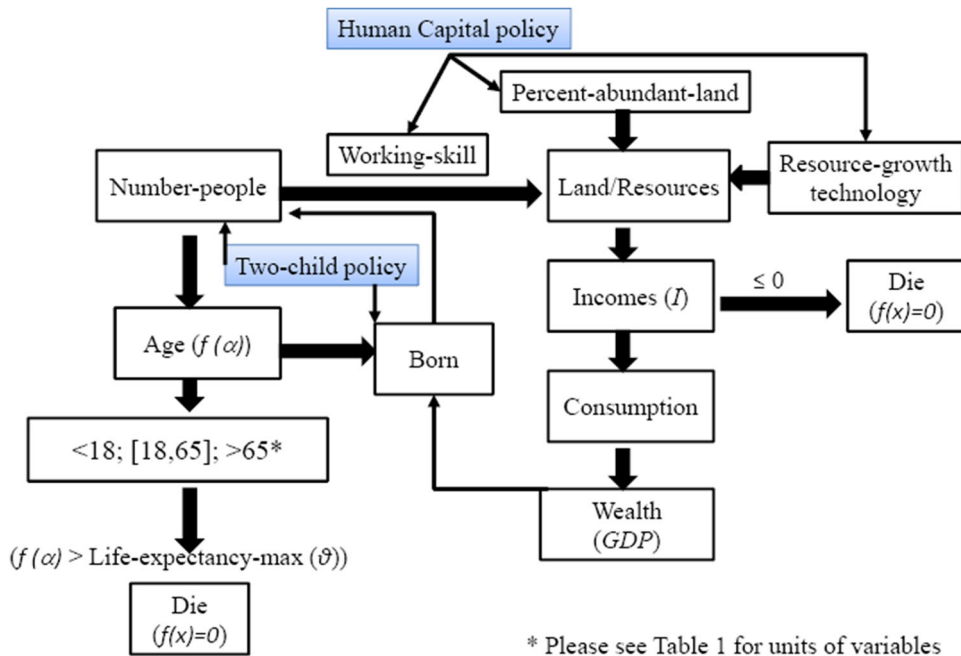 Human Capital policy
Percent-abundant-land
Working-skill
Number-people
Land/Resources
Resource-growth
technology
Two-child policy
Incomes (I)
≤ 0
Die
(f(x)=0)
Age (f (α))
Born
Consumption
<18; [18,65]; >65*
Wealth
(GDP)
(f (α) > Life-expectancy-max (ϑ))
Die
(f(x)=0)
* Please see Table 1 for units of variables